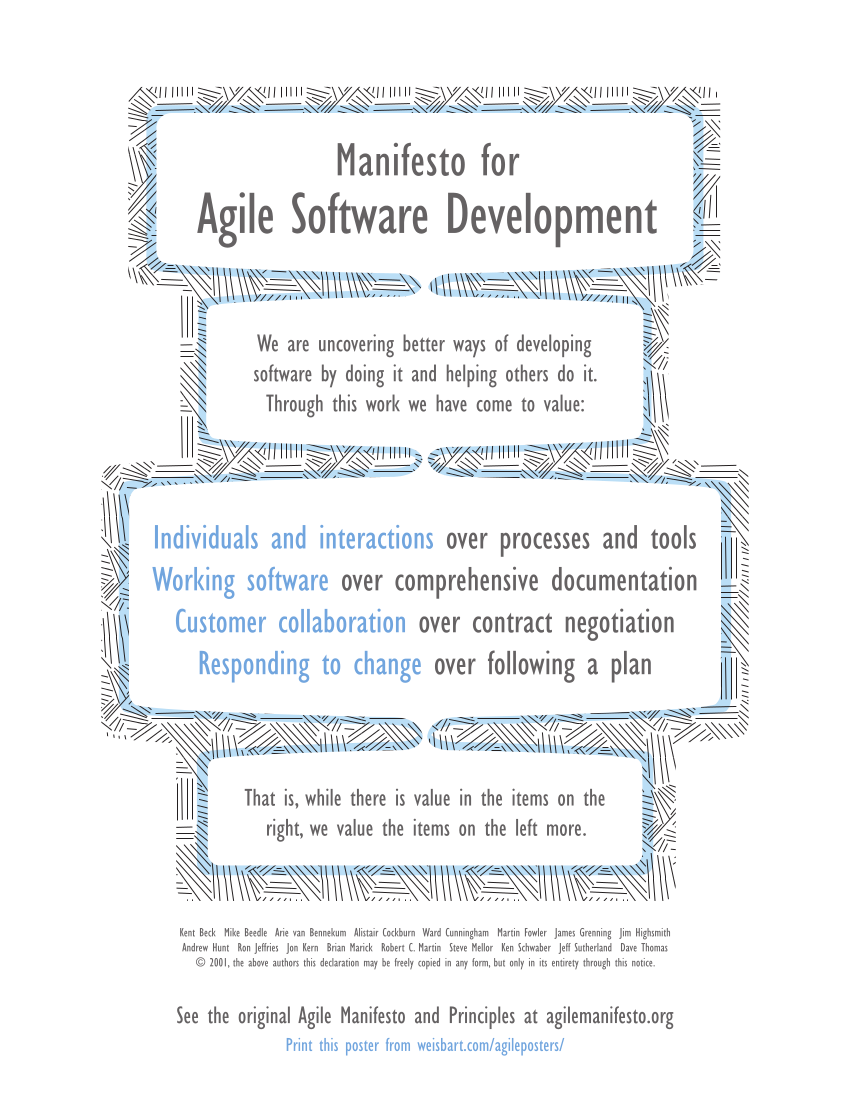 Manifesto for
Agile Software Development
We are uncovering better ways of developing
software by doing it and helping others do it.
Through this work we have come to value:
Individuals and interactions over processes and tools
Working software over comprehensive documentation
Customer collaboration over contract negotiation
Responding to change over following a plan
That is, while there is value in the items on the
right, we value the items on the left more.
Kent Beck Mike Beedle Arie van Bennekum Alistair Cockburn Ward Cunningham Martin Fowler James Grenning Jim Highsmith
Andrew Hunt Ron Jeffries Jon Kern Brian Marick Robert C. Martin Steve Mellor Ken Schwaber Jeff Sutherland Dave Thomas
© 2001, the above authors this declaration may be freely copied in any form, but only in its entirety through this notice.
See the original Agile Manifesto and Principles at agilemanifesto.org
Print this poster from weisbart.com/agileposters/